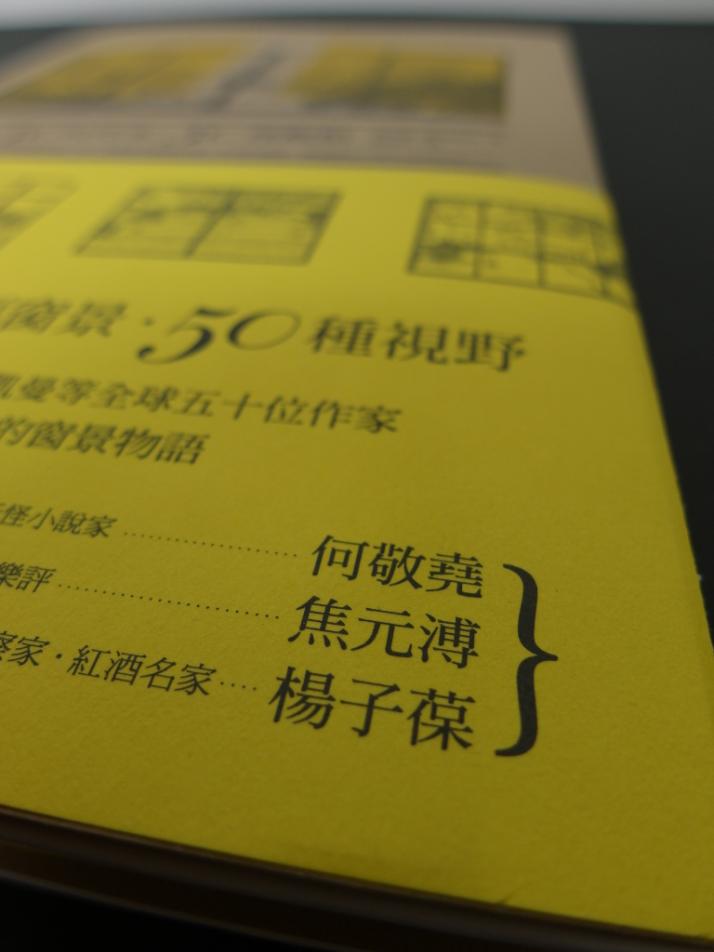 窗景・50種視野
凱曼等全球五十位作家
的窗景物語
怪小說家………………何敬堯
樂評………………………焦元溥
家・紅酒名家‥‥楊子葆
}